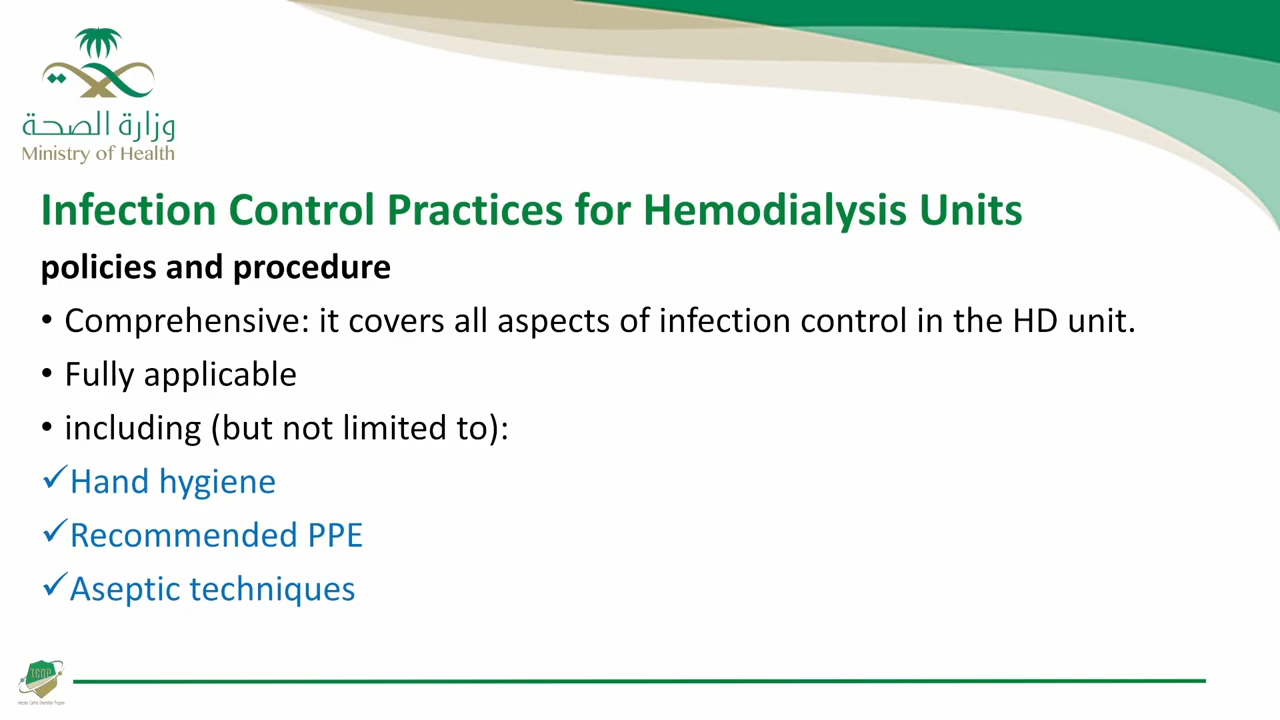 وزارة الصحة
Ministry of Health
Infection Control Practices for Hemodialysis Units
policies and procedure
• Comprehensive: it covers all aspects of infection control in the HD unit.
• Fully applicable
• including (but not limited to):
✓Hand hygiene
✓Recommended PPE
✓Aseptic techniques